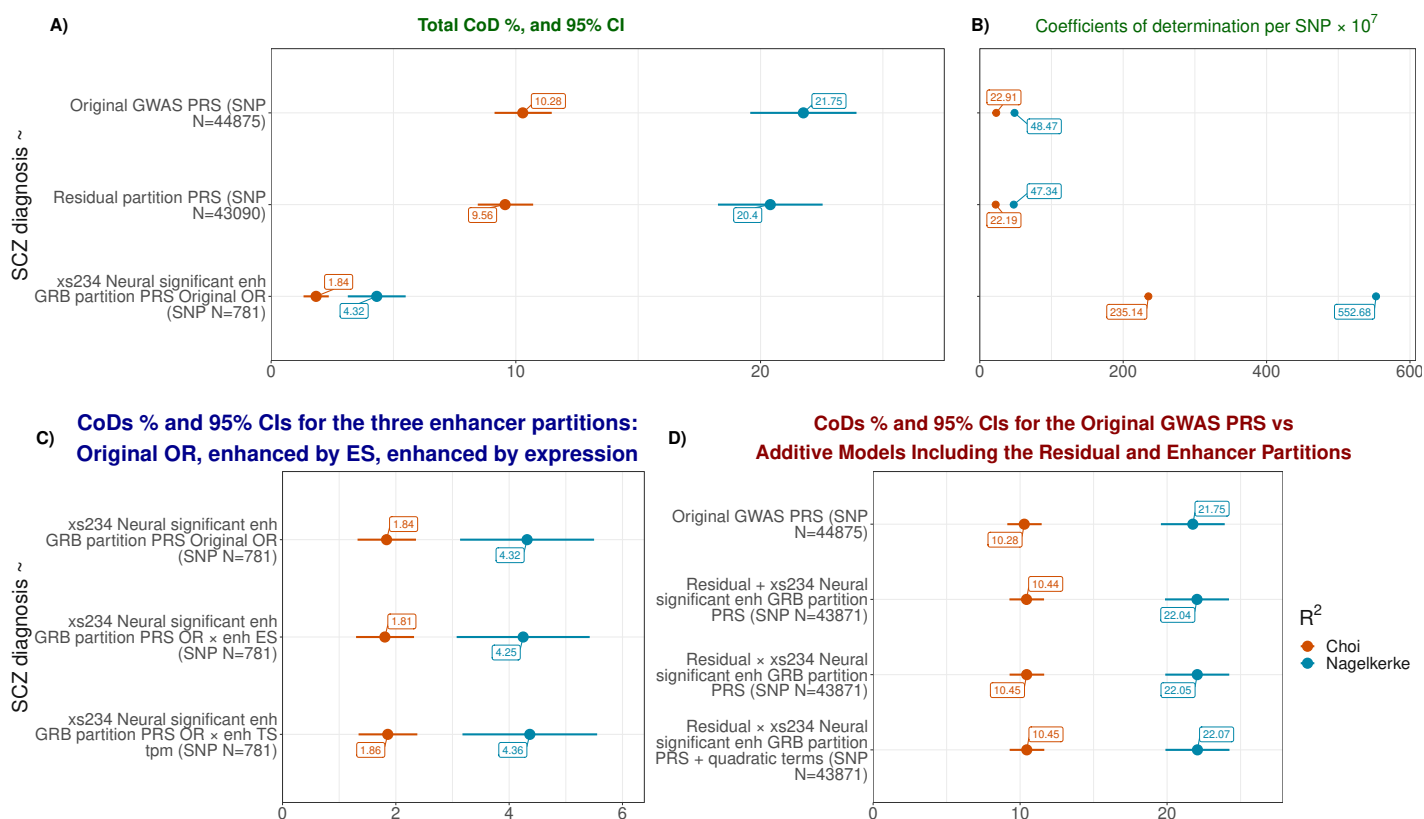 A)
Total CoD %, and 95% CI
SCZ diagnosis ~
Original GWAS PRS (SNP
N=44875)
Residual partition PRS (SNP
N=43090)
xs234 Neural significant enh
GRB partition PRS Original OR
(SNP N=781)
10.28
21.75
9.56
20.4
1.84
4.32
0
10
20
B)
Coefficients of determination per SNP × 10^7
22.91
48.47
47.34
22.19
235.14
552.68
0
200
400
600
C)
CoDs % and 95% CIs for the three enhancer partitions:
Original OR, enhanced by ES, enhanced by expression
SCZ diagnosis ~
xs234 Neural significant enh
GRB partition PRS Original OR
(SNP N=781)
xs234 Neural significant enh
GRB partition PRS OR × enh ES
(SNP N=781)
xs234 Neural significant enh
GRB partition PRS OR × enh TS
tpm (SNP N=781)
1.84
4.32
1.81
4.25
1.86
4.36
0
2
4
6
D)
CoDs % and 95% CIs for the Original GWAS PRS vs
Additive Models Including the Residual and Enhancer Partitions
Original GWAS PRS (SNP
N=44875)
Residual + xs234 Neural
significant enh GRB partition
PRS (SNP N=43871)
Residual × xs234 Neural
significant enh GRB partition
PRS (SNP N=43871)
Residual × xs234 Neural
significant enh GRB partition
PRS + quadratic terms (SNP
N=43871)
10.28
21.75
10.44
22.04
10.45
22.05
10.45
22.07
0
10
20
R^2
Choi
Nagelkerke